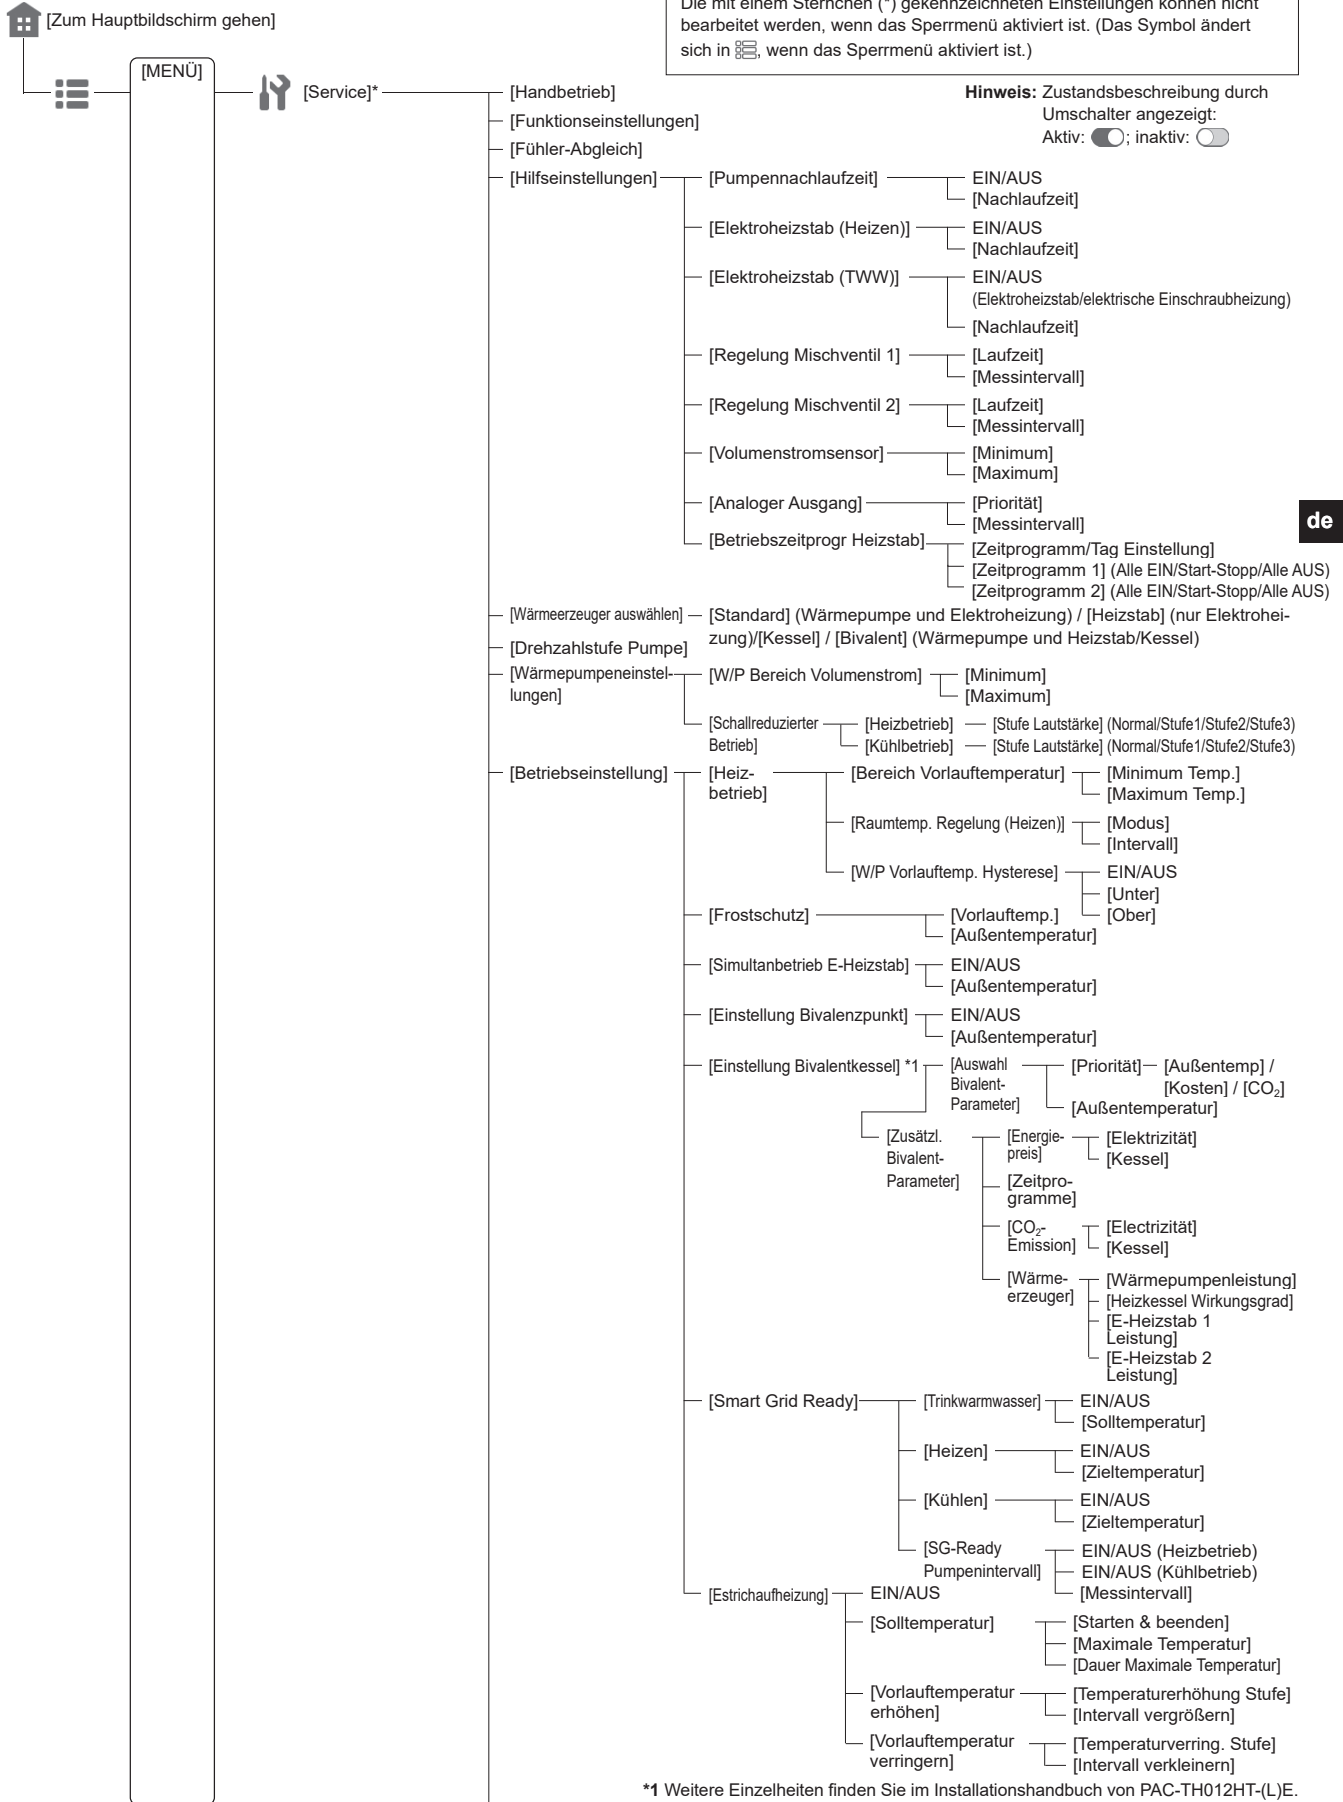 Die mit einem Sternchen (*) gekennzeichneten Einstellungen können nicht
bearbeitet werden, wenn das Sperrmenü aktiviert ist. (Das Symbol ändert
sich in , wenn das Sperrmenü aktiviert ist.)
[Zum Hauptbildschirm gehen]
[MENÜ]
[Service]*
Hinweis: Zustandsbeschreibung durch
Umschalter angezeigt:
Aktiv: ; inaktiv:
[Handbetrieb]
[Funktionseinstellungen]
[Fühler-Abgleich]
[Hilfseinstellungen]
[Pumpennachlaufzeit]
EIN/AUS
[Nachlaufzeit]
[Elektroheizstab (Heizen)]
EIN/AUS
[Nachlaufzeit]
[Elektroheizstab (TWW)]
EIN/AUS
(Elektroheizstab/elektrische Einschraubheizung)
[Nachlaufzeit]
[Regelung Mischventil 1]
[Laufzeit]
[Messintervall]
[Regelung Mischventil 2]
[Laufzeit]
[Messintervall]
[Volumenstromsensor]
[Minimum]
[Maximum]
[Analoger Ausgang]
[Priorität]
[Messintervall]
de
[Betriebszeitprogr Heizstab]
[Zeitprogramm/Tag Einstellung]
[Zeitprogramm 1] (Alle EIN/Start-Stopp/Alle AUS)
[Zeitprogramm 2] (Alle EIN/Start-Stopp/Alle AUS)
[Wärmeerzeuger auswählen]
[Standard] (Wärmepumpe und Elektroheizung) / [Heizstab] (nur Elektrohei-
zung)/[Kessel] / [Bivalent] (Wärmepumpe und Heizstab/Kessel)
[Drehzahlstufe Pumpe]
[Wärmepumpeneinstel-
lungen]
[W/P Bereich Volumenstrom]
[Minimum]
[Maximum]
[Schallreduzierter
Betrieb]
[Heizbetrieb]
[Stufe Lautstärke] (Normal/Stufe1/Stufe2/Stufe3)
[Kühlbetrieb]
[Stufe Lautstärke] (Normal/Stufe1/Stufe2/Stufe3)
[Betriebseinstellung]
[Heiz-
betrieb]
[Bereich Vorlauftemperatur]
[Minimum Temp.]
[Maximum Temp.]
[Raumtemp. Regelung (Heizen)]
[Modus]
[Intervall]
[W/P Vorlauftemp. Hysterese]
EIN/AUS
[Unter]
[Ober]
[Frostschutz]
[Vorlauftemp.]
[Außentemperatur]
[Simultanbetrieb E-Heizstab]
EIN/AUS
[Außentemperatur]
[Einstellung Bivalenzpunkt]
EIN/AUS
[Außentemperatur]
[Einstellung Bivalentkessel] *1
[Auswahl
Bivalent-
Parameter]
[Priorität]
[Außentemp] /
[Kosten] / [CO₂]
[Außentemperatur]
[Zusätzl.
Bivalent-
Parameter]
[Energie-
preis]
[Elektrizität]
[Kessel]
[Zeitpro-
gramme]
[CO₂-
Emission]
[Electrizität]
[Kessel]
[Wärme-
erzeuger]
[Wärmepumpenleistung]
[Heizkessel Wirkungsgrad]
[E-Heizstab 1
Leistung]
[E-Heizstab 2
Leistung]
[Smart Grid Ready]
[Trinkwarmwasser]
EIN/AUS
[Solltemperatur]
[Heizen]
EIN/AUS
[Zieltemperatur]
[Kühlen]
EIN/AUS
[Zieltemperatur]
[SG-Ready
Pumpenintervall]
EIN/AUS (Heizbetrieb)
EIN/AUS (Kühlbetrieb)
[Messintervall]
[Estrichaufheizung]
EIN/AUS
[Solltemperatur]
[Starten & beenden]
[Maximale Temperatur]
[Dauer Maximale Temperatur]
[Vorlauftemperatur
erhöhen]
[Temperaturerhöhung Stufe]
[Intervall vergrößern]
[Vorlauftemperatur
verringern]
[Temperaturverring. Stufe]
[Intervall verkleinern]
*1 Weitere Einzelheiten finden Sie im Installationshandbuch von PAC-TH012HT-(L)E.